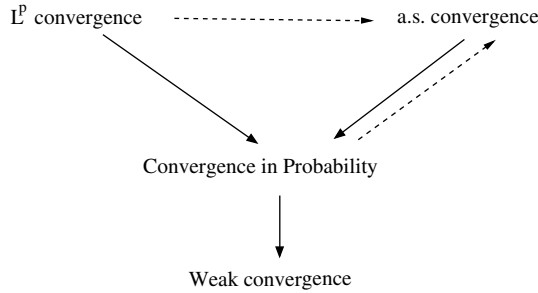 L^p convergence
a.s. convergence
Convergence in Probability
Weak convergence